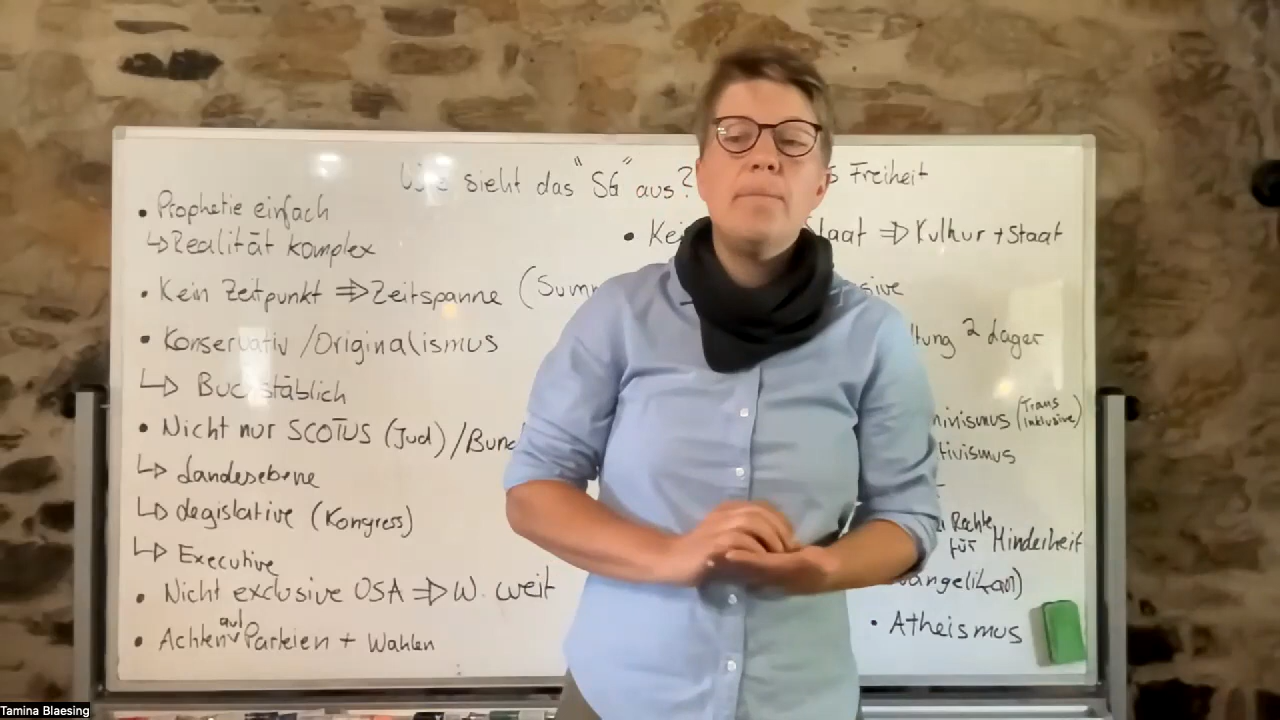 Wie sieht das "SG" aus?
• Prophetie einfach
↳ Realität komplex
• Kein Zeitpunkt ⇒ Zeitspanne (Summ
• Konservativ / Originalismus
↳ Buchstäblich
• Nicht nur SCOTUS (Jud) / Bund
↳ Landesebene
↳ Legislative (Kongress)
↳ Executive
• Nicht exclusive USA ⇒ W. weit
• Achten auf Parteien + Wahlen
Freiheit
• Kei Staat ⇒ Kultur + Staat
sive
ltung 2 Lager
inivismus (Trans inklusive)
tivismus
Rechte für Minderheit
vangelikan)
• Atheismus
Tamina Blaesing